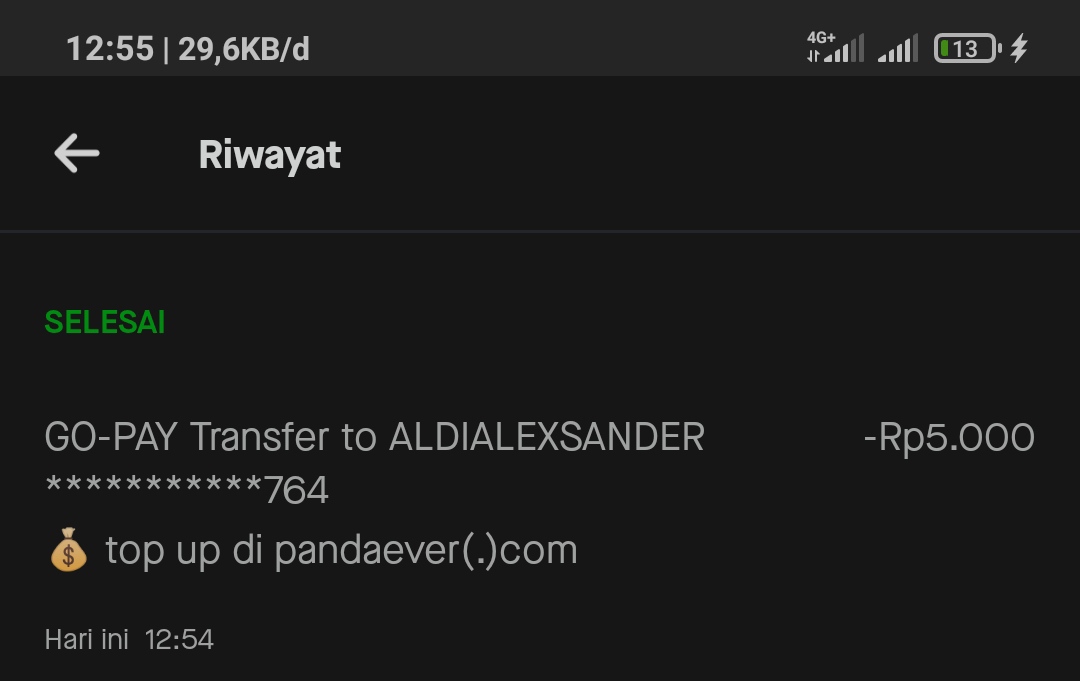 12:55 | 29,6KB/d 4G+ 13
Riwayat
SELESAI
GO-PAY Transfer to ALDIALEXSANDER -Rp5.000
***********764
💰 top up di pandaever(.)com
Hari ini 12:54